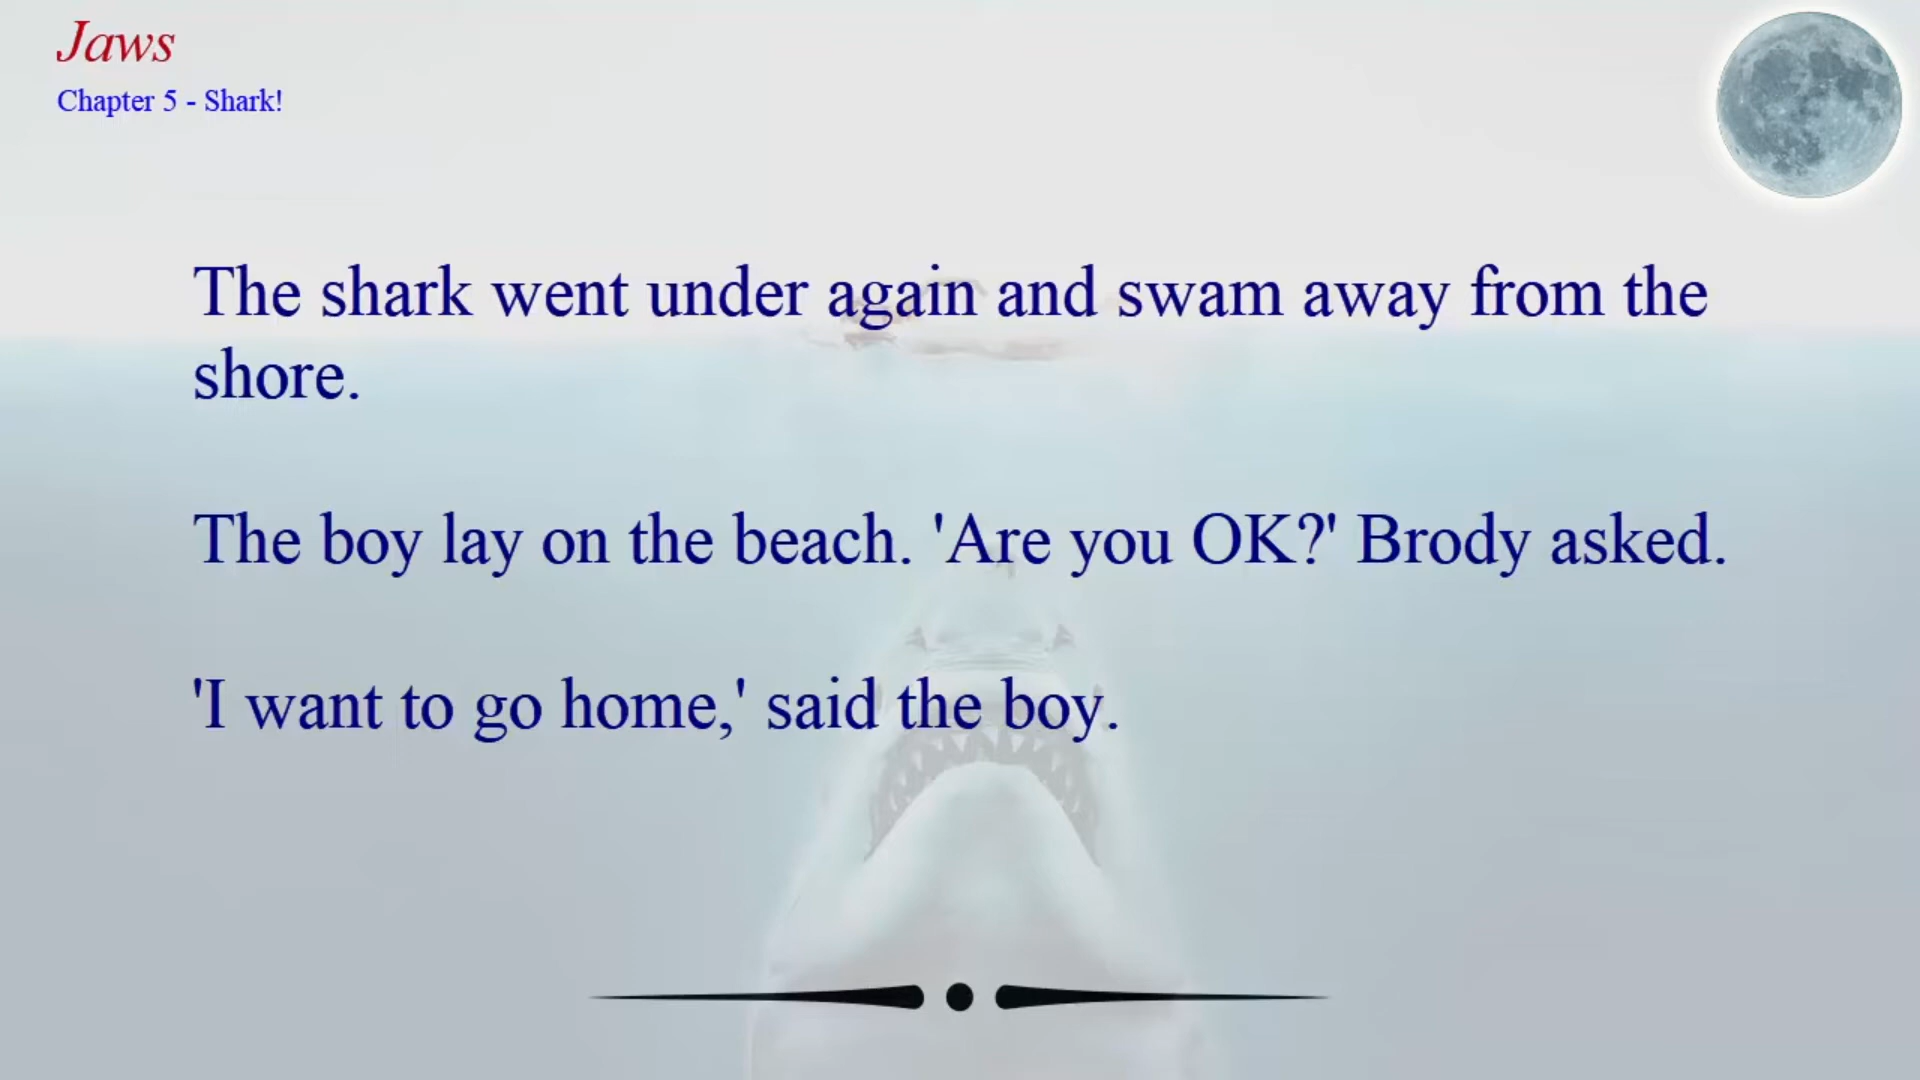 Jaws
Chapter 5 - Shark!
The shark went under again and swam away from the
shore.
The boy lay on the beach. 'Are you OK?' Brody asked.
'I want to go home,' said the boy.